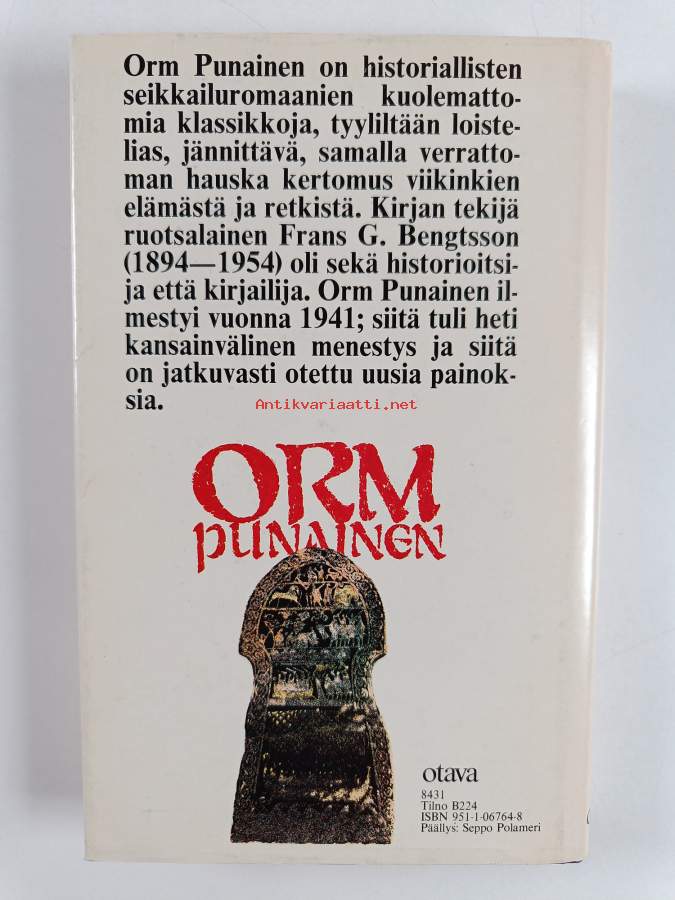 Orm Punainen on historiallisten
seikkailuromaanien kuolematto-
mia klassikkoja, tyyliltään loiste-
lias, jännittävä, samalla verratto-
man hauska kertomus viikinkien
elämästä ja retkistä. Kirjan tekijä
ruotsalainen Frans G. Bengtsson
(1894—1954) oli sekä historioitsi-
ja että kirjailija. Orm Punainen il-
mestyi vuonna 1941; siitä tuli heti
kansainvälinen menestys ja siitä
on jatkuvasti otettu uusia painok-
sia.
Antikvariaatti.net
ORM
PUNAINEN
otava
8431
Tilno B224
ISBN 951-1-06764-8
Päällys: Seppo Polameri